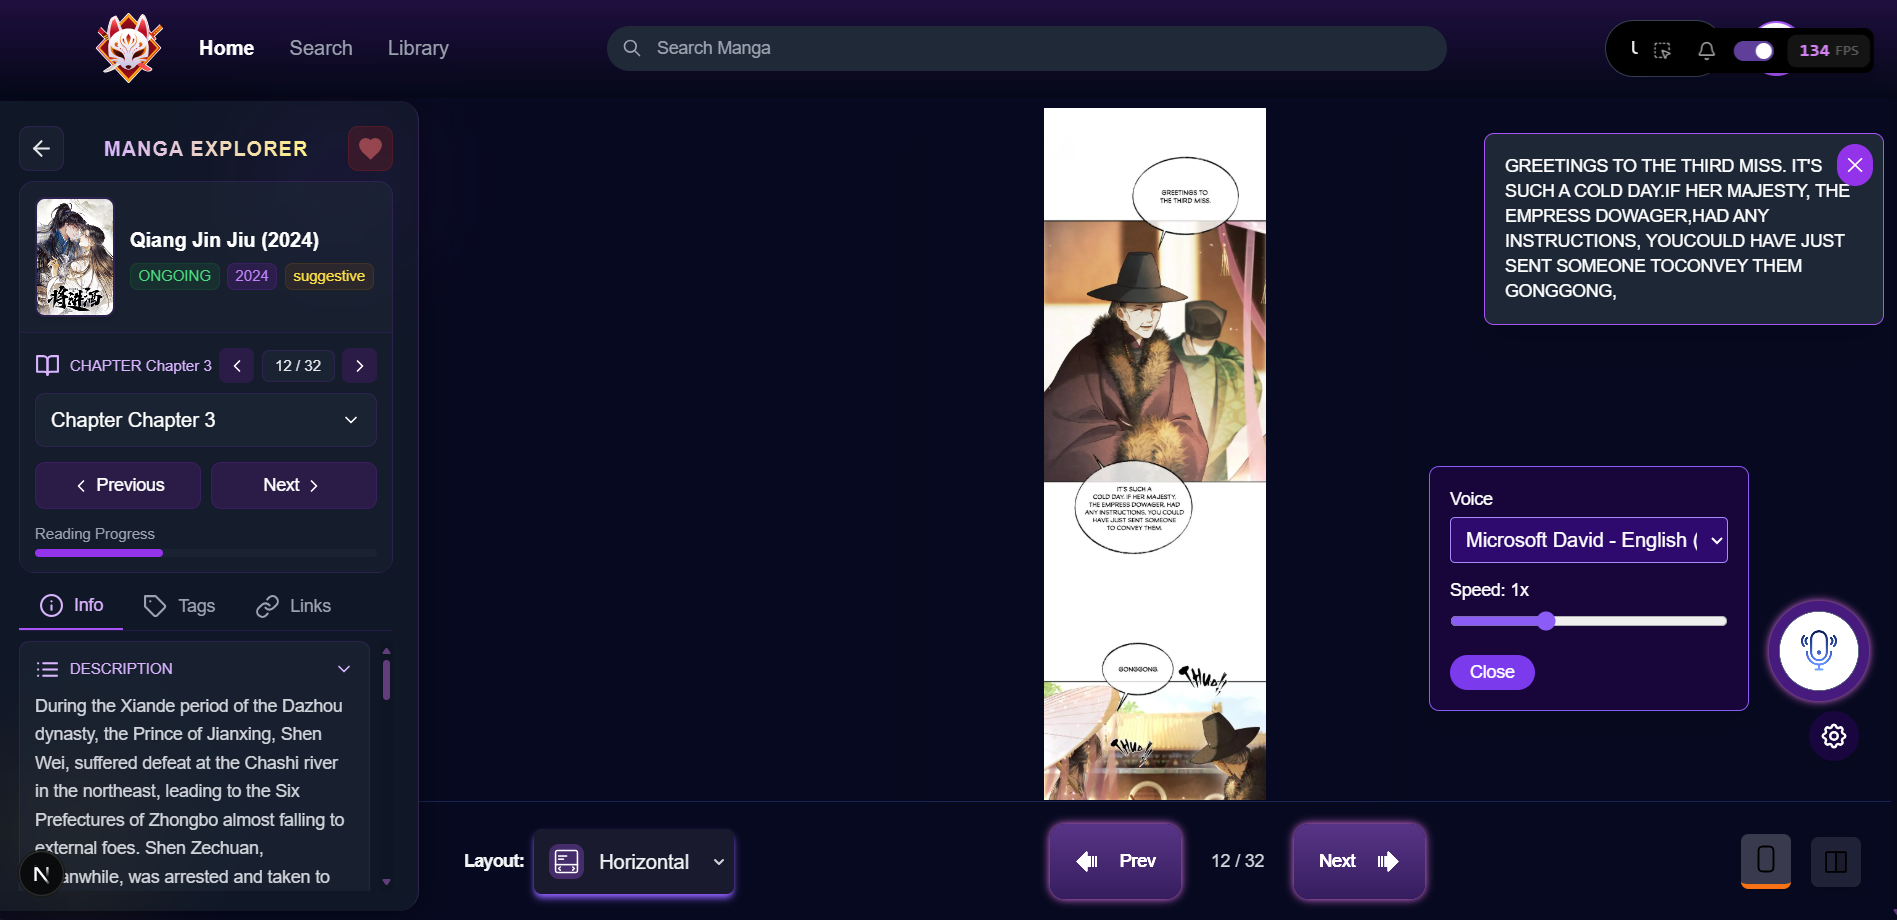 Home
Search
Library
Search Manga
134 FPS
MANGA EXPLORER
Qiang Jin Jiu (2024)
ONGOING
2024
suggestive
將進酒
CHAPTER Chapter 3
12 / 32
Chapter Chapter 3
Previous
Next
Reading Progress
Info
Tags
Links
DESCRIPTION
During the Xiande period of the Dazhou
dynasty, the Prince of Jianxing, Shen
Wei, suffered defeat at the Chashi river
in the northeast, leading to the Six
Prefectures of Zhongbo almost falling to
external foes. Shen Zechuan,
anwhile, was arrested and taken to
N
GREETINGS TO
THE THIRD MISS.
IT'S SUCH A
COLD DAY. IF HER MAJESTY,
THE EMPRESS DOWAGER, HAD
ANY INSTRUCTIONS, YOU COULD
HAVE JUST SENT SOMEONE
TO CONVEY THEM.
GONGGONG,
THUD!!
THUD!!
GREETINGS TO THE THIRD MISS. IT'S
SUCH A COLD DAY.IF HER MAJESTY, THE
EMPRESS DOWAGER,HAD ANY
INSTRUCTIONS, YOUCOULD HAVE JUST
SENT SOMEONE TOCONVEY THEM
GONGGONG,
Voice
Microsoft David - English (
Speed: 1x
Close
Layout:
Horizontal
Prev
12 / 32
Next